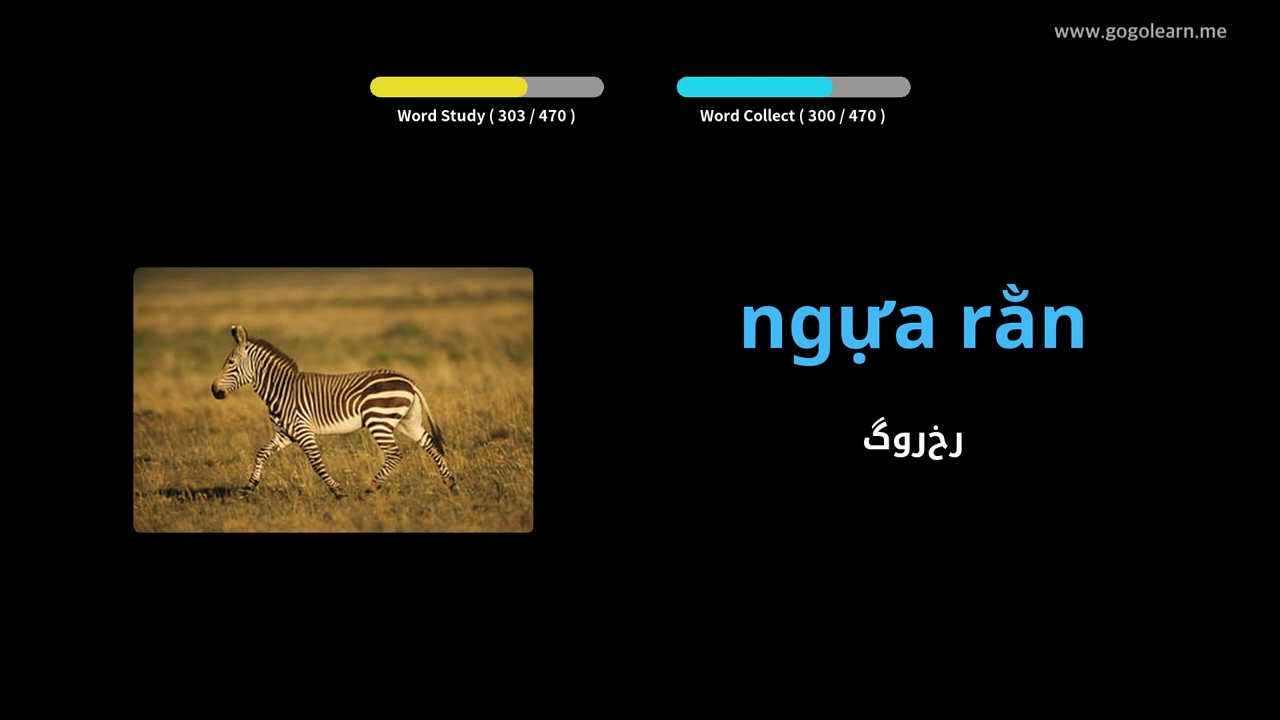 www.gogolearn.me
Word Study ( 303 / 470 )
Word Collect ( 300 / 470 )
ngựa rằn
رخروگ